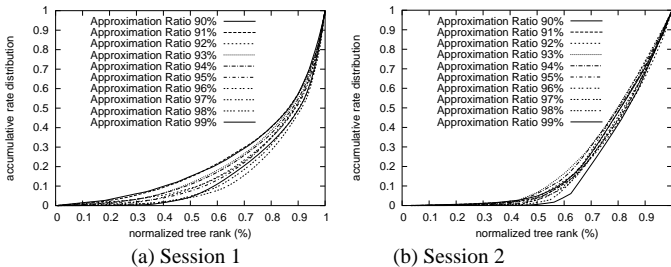 accumulative rate distribution
1
0.9
0.8
0.7
0.6
0.5
0.4
0.3
0.2
0.1
0
Approximation Ratio 90%
Approximation Ratio 91%
Approximation Ratio 92%
Approximation Ratio 93%
Approximation Ratio 94%
Approximation Ratio 95%
Approximation Ratio 96%
Approximation Ratio 97%
Approximation Ratio 98%
Approximation Ratio 99%
0 0.1 0.2 0.3 0.4 0.5 0.6 0.7 0.8 0.9 1
normalized tree rank (%)
(a) Session 1
accumulative rate distribution
1
0.9
0.8
0.7
0.6
0.5
0.4
0.3
0.2
0.1
0
Approximation Ratio 90%
Approximation Ratio 91%
Approximation Ratio 92%
Approximation Ratio 93%
Approximation Ratio 94%
Approximation Ratio 95%
Approximation Ratio 96%
Approximation Ratio 97%
Approximation Ratio 98%
Approximation Ratio 99%
0 0.1 0.2 0.3 0.4 0.5 0.6 0.7 0.8 0.9 1
normalized tree rank (%)
(b) Session 2